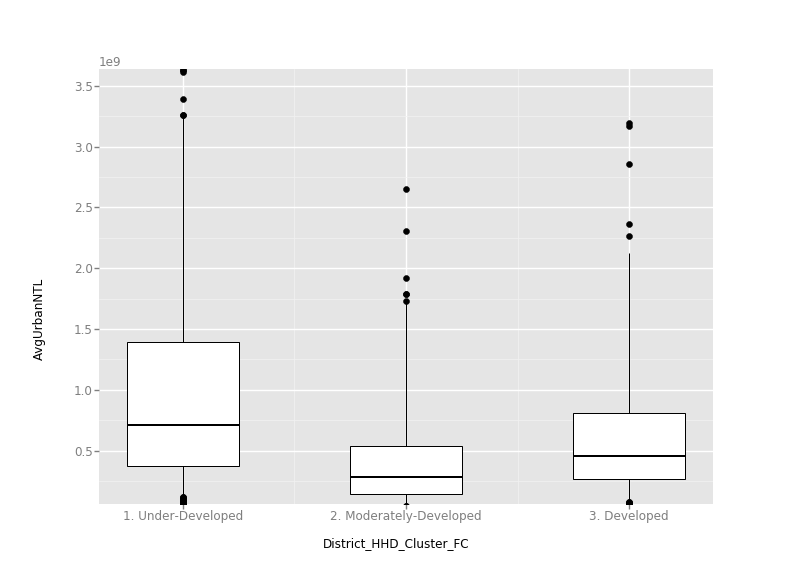 1e9
3.5
3.0
2.5
2.0
1.5
1.0
0.5
AvgUrbanNTL
1. Under-Developed
2. Moderately-Developed
3. Developed
District_HHD_Cluster_FC